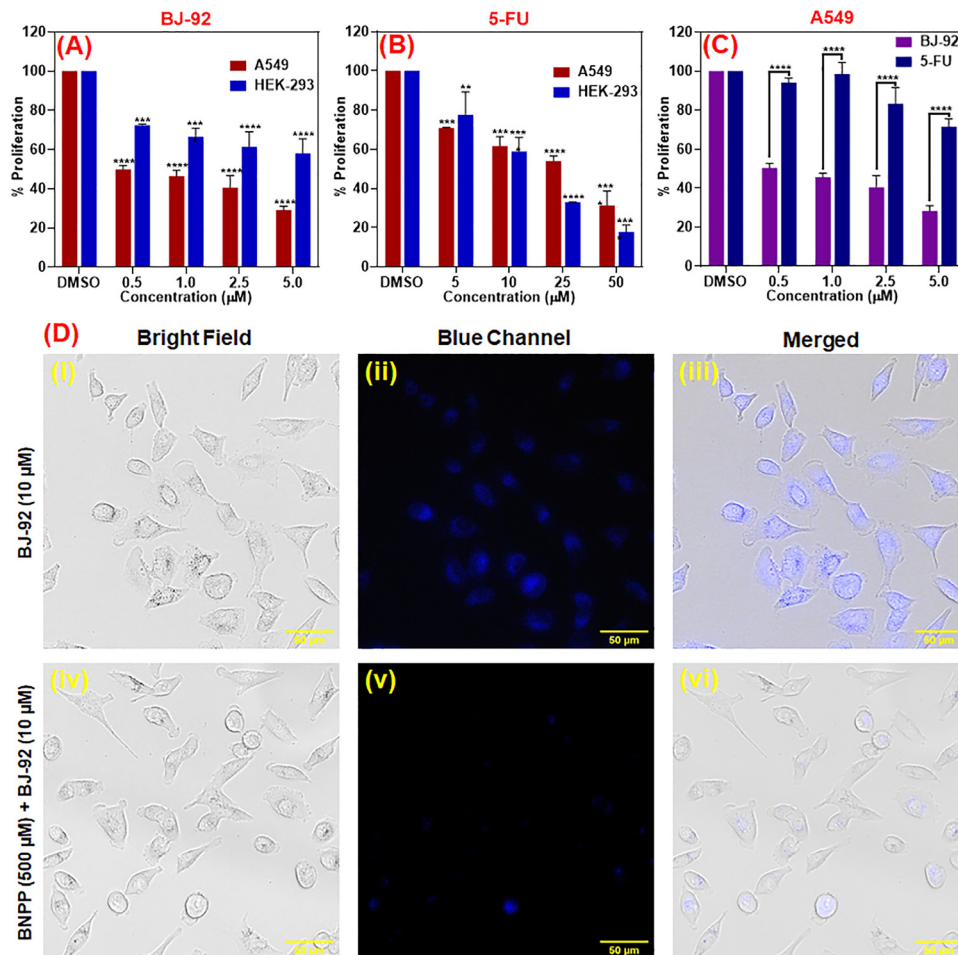 BJ-92
(A)
120
100
80
60
40
20
0
% Proliferation
A549
HEK-293
****
***
****
***
****
****
****
****
DMSO
0.5
1.0
2.5
5.0
Concentration (µM)
5-FU
(B)
120
100
80
60
40
20
0
% Proliferation
A549
HEK-293
***
**
***
***
*
****
****
***
*
***
*
DMSO
5
10
25
50
Concentration (µM)
A549
(C)
120
100
80
60
40
20
0
% Proliferation
BJ-92
5-FU
****
****
****
****
DMSO
0.5
1.0
2.5
5.0
Concentration (µM)
(D)
Bright Field
Blue Channel
Merged
BJ-92 (10 µM)
(i)
50 µm
(ii)
50 µm
(iii)
50 µm
BNPP (500 µM) + BJ-92 (10 µM)
(iv)
50 µm
(v)
50 µm
(vi)
50 µm